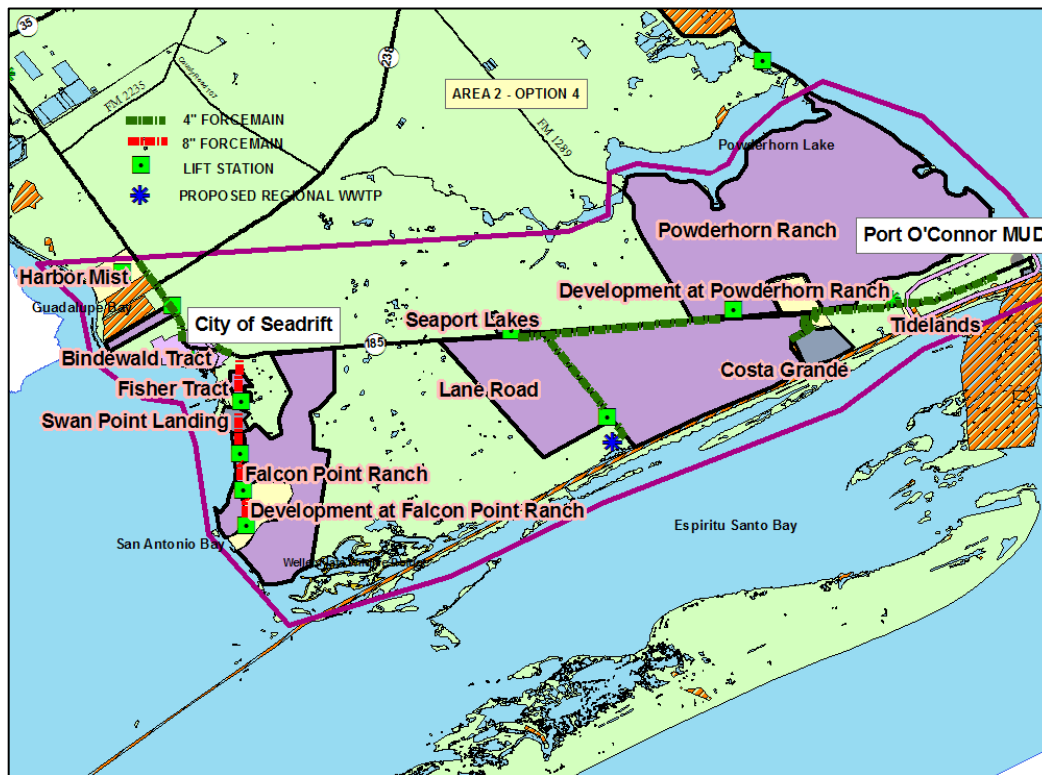 35
238
FM 2235
AREA 2 - OPTION 4
FM 1289
4" FORCEMAIN
8" FORCEMAIN
LIFT STATION
PROPOSED REGIONAL WWTP
Powderhorn Lake
Powderhorn Ranch
Port O'Connor MUD
Harbor Mist
Guadalupe Bay
Development at Powderhorn Ranch
City of Seadrift
Seaport Lakes
Tidelands
185
Bindewald Tract
Costa Grande
Fisher Tract
Lane Road
Swan Point Landing
Falcon Point Ranch
Development at Falcon Point Ranch
Espiritu Santo Bay
San Antonio Bay